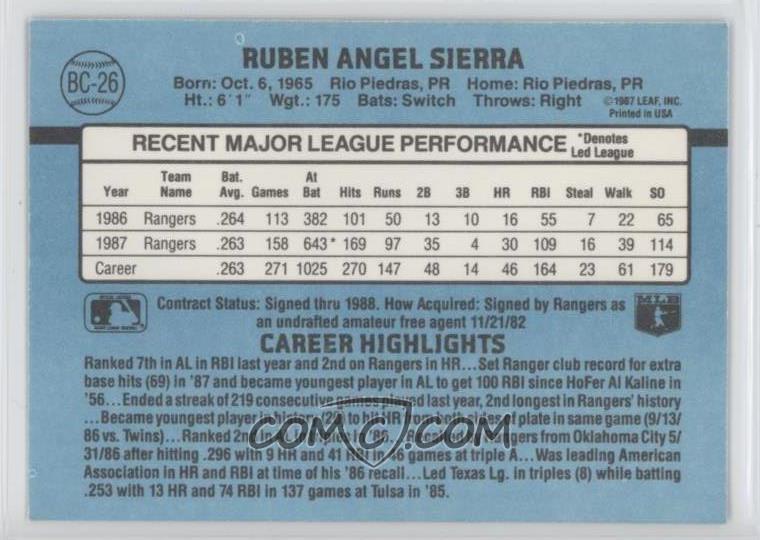 BC-26
RUBEN ANGEL SIERRA
Born: Oct. 6, 1965 Rio Piedras, PR Home: Rio Piedras, PR
Ht.: 6'1" Wgt.: 175 Bats: Switch Throws: Right ©1987 LEAF, INC.
Printed in USA
RECENT MAJOR LEAGUE PERFORMANCE *Denotes
Led League
Team Bat. At
Year Name Avg. Games Bat Hits Runs 2B 3B HR RBI Steal Walk SO
1986 Rangers .264 113 382 101 50 13 10 16 55 7 22 65
1987 Rangers .263 158 643* 169 97 35 4 30 109 16 39 114
Career .263 271 1025 270 147 48 14 46 164 23 61 179
Contract Status: Signed thru 1988. How Acquired: Signed by Rangers as
an undrafted amateur free agent 11/21/82
MLB
CAREER HIGHLIGHTS
Ranked 7th in AL in RBI last year and 2nd on Rangers in HR...Set Ranger club record for extra
base hits (69) in '87 and became youngest player in AL to get 100 RBI since HoFer Al Kaline in
'56...Ended a streak of 219 consecutive games played last year, 2nd longest in Rangers' history
...Became youngest player in history (20) to hit HR from both sides of plate in same game (9/13/
86 vs. Twins)...Ranked 2nd in AL in Rangers from Oklahoma City 5/
31/86 after hitting .296 with 9 HR and 41 RBI in 46 games at triple A...Was leading American
Association in HR and RBI at time of his '86 recall...Led Texas Lg. in triples (8) while batting
.253 with 13 HR and 74 RBI in 137 games at Tulsa in '85.
COMC.COM